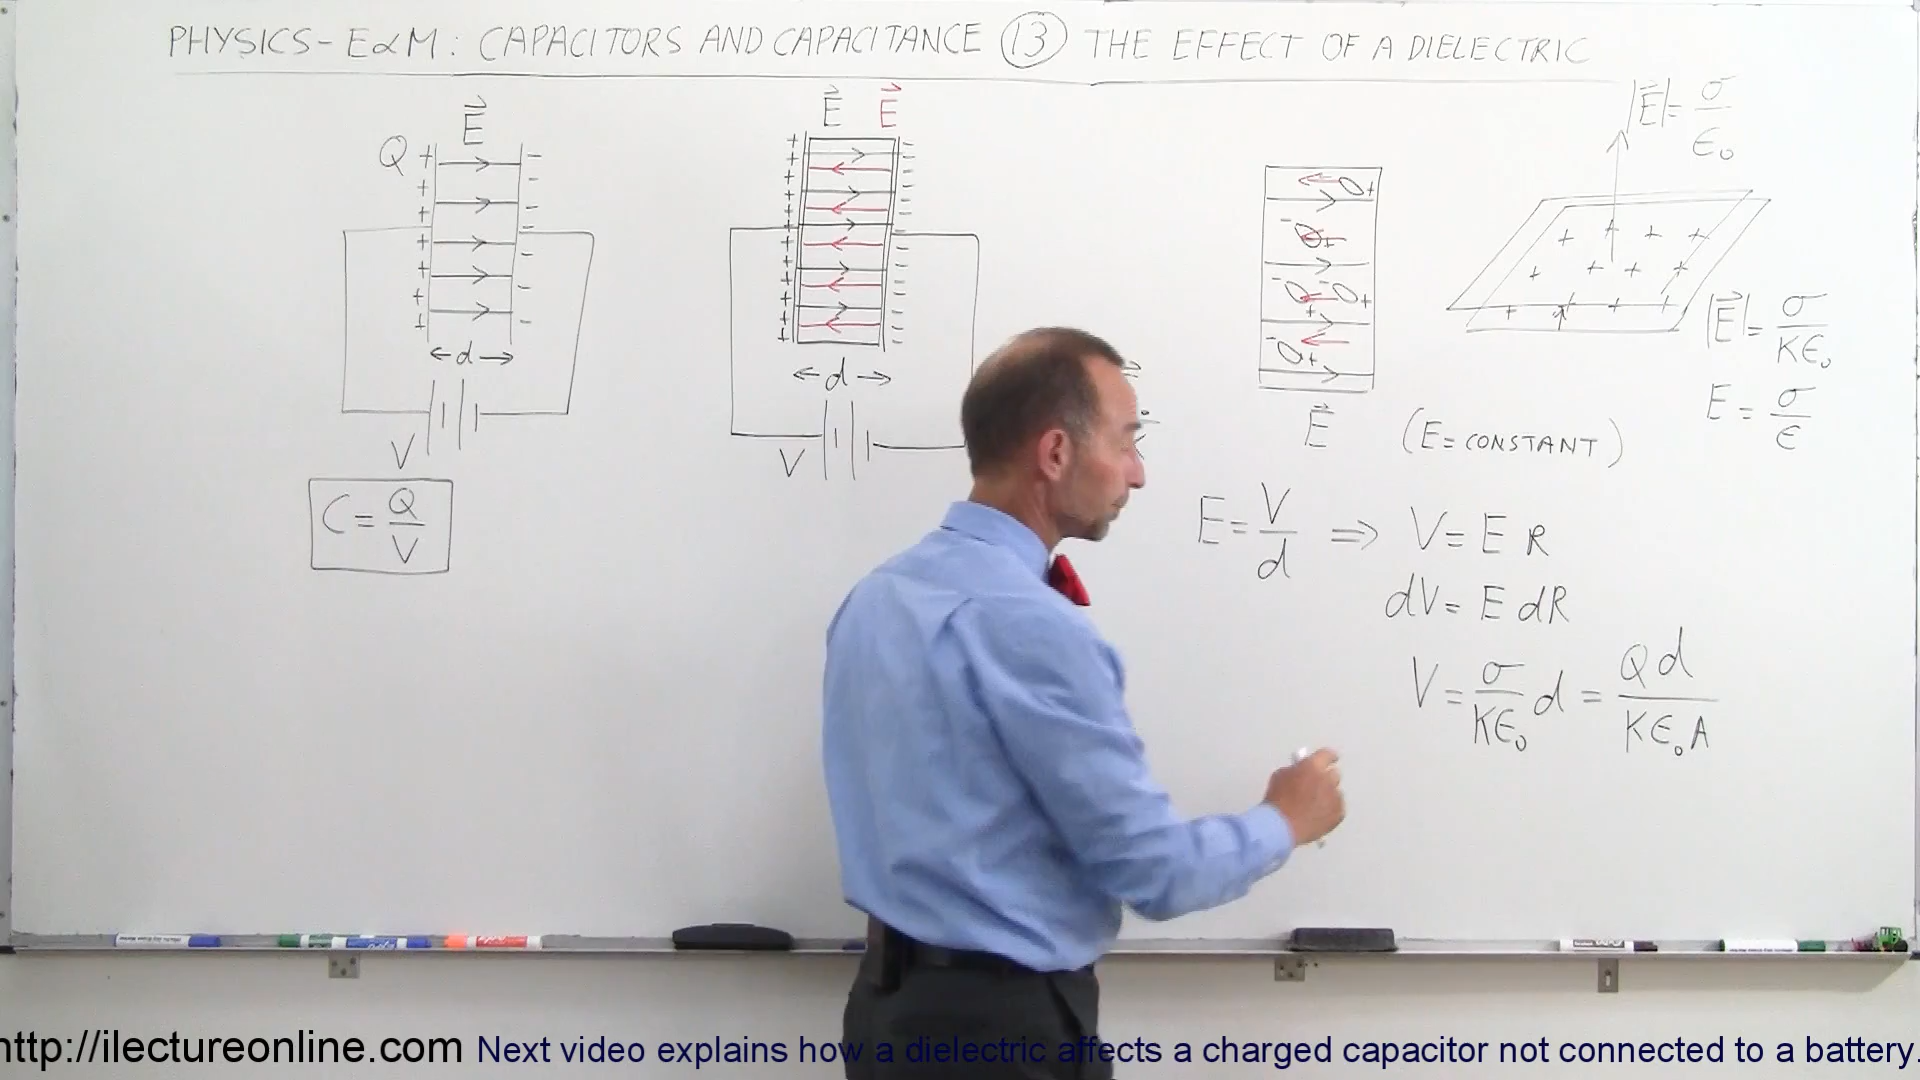 PHYSICS - E&M: CAPACITORS AND CAPACITANCE 13 THE EFFECT OF A DIELECTRIC
E
Q
d
V
C = Q/V
E E
d
V
E
(E = CONSTANT)
|E| = σ/ϵ₀
|E| = σ/Kϵ₀
E = σ/ϵ
E = V/d ⇒ V = E R
dV = E dR
V = σ/Kϵ₀ d = Qd/Kϵ₀A
http://ilectureonline.com Next video explains how a dielectric affects a charged capacitor not connected to a battery.